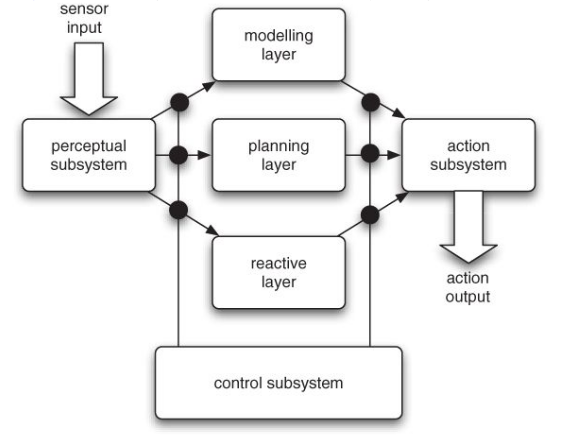 sensor
input
modelling
layer
perceptual
subsystem
planning
layer
action
subsystem
reactive
layer
action
output
control subsystem